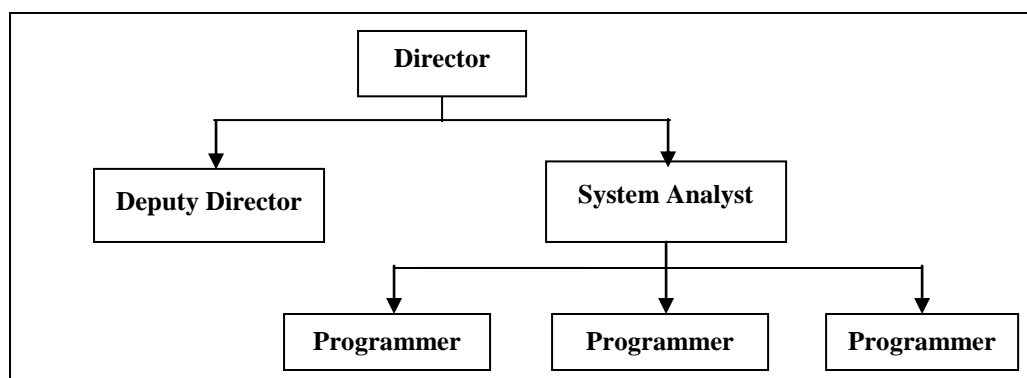 Director
Deputy Director
System Analyst
Programmer
Programmer
Programmer